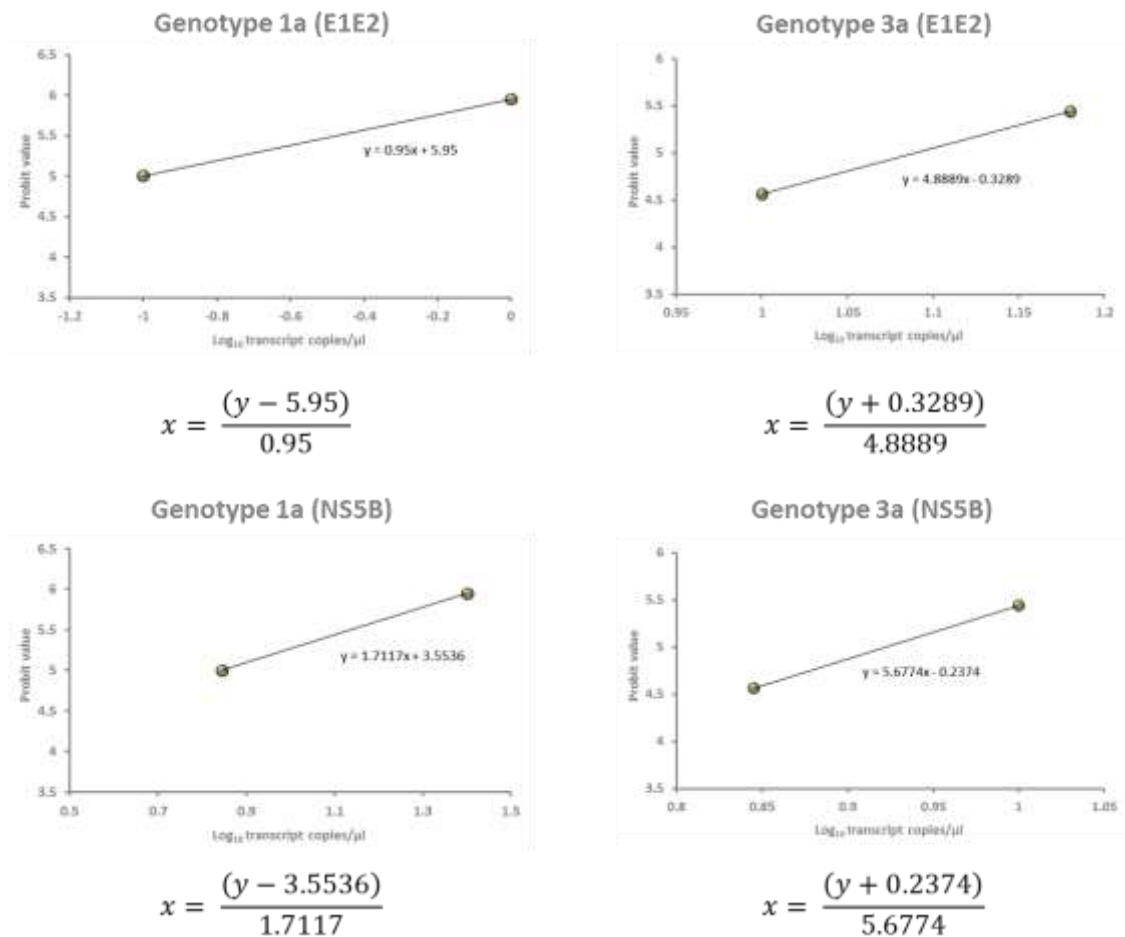 Genotype 1a (E1E2)
6.5
6
5.5
5
4.5
4
3.5
Probit value
y = 0.95x + 5.95
-1.2 -1 -0.8 -0.6 -0.4 -0.2 0
Log10 transcript copies/µl
x = (y − 5.95) / 0.95
Genotype 3a (E1E2)
6
5.5
5
4.5
4
3.5
Probit value
y = 4.8889x - 0.3289
0.95 1 1.05 1.1 1.15 1.2
Log10 transcript copies/µl
x = (y + 0.3289) / 4.8889
Genotype 1a (NS5B)
6.5
6
5.5
5
4.5
4
3.5
Probit value
y = 1.7117x + 3.5536
0.5 0.7 0.9 1.1 1.3 1.5
Log10 transcript copies/µl
x = (y − 3.5536) / 1.7117
Genotype 3a (NS5B)
6
5.5
5
4.5
4
3.5
Probit value
y = 5.6774x - 0.2374
0.8 0.85 0.9 0.95 1 1.05
Log10 transcript copies/µl
x = (y + 0.2374) / 5.6774